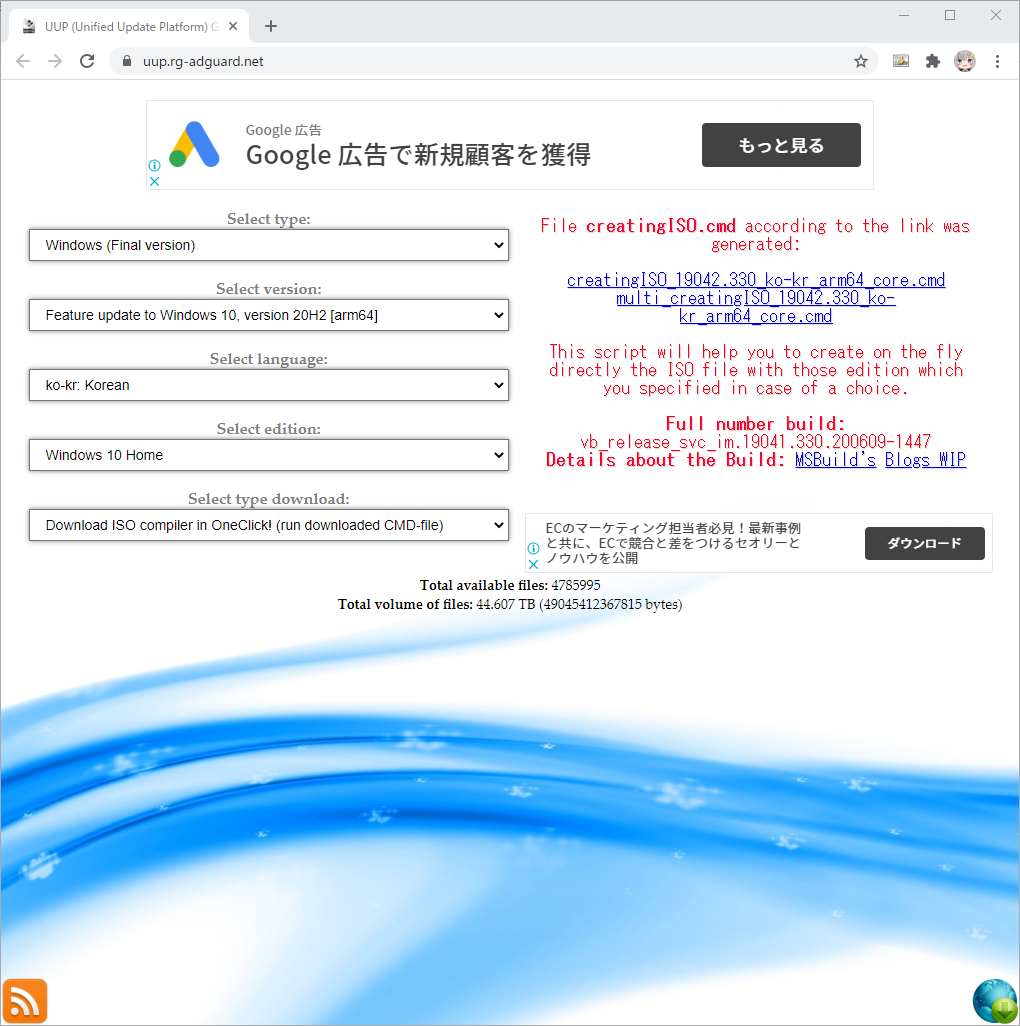 UUP (Unified Update Platform) G
uup.rg-adguard.net
Google 広告
Google 広告で新規顧客を獲得
もっと見る
Select type:
Windows (Final version)
Select version:
Feature update to Windows 10, version 20H2 [arm64]
Select language:
ko-kr: Korean
Select edition:
Windows 10 Home
Select type download:
Download ISO compiler in OneClick! (run downloaded CMD-file)
File creatingISO.cmd according to the link was
generated:
creatingISO_19042.330_ko-kr_arm64_core.cmd
multi_creatingISO_19042.330_ko-
kr_arm64_core.cmd
This script will help you to create on the fly
directly the ISO file with those edition which
you specified in case of a choice.
Full number build:
vb_release_svc_im.19041.330.200609-1447
Details about the Build: MSBuild's Blogs WIP
ECのマーケティング担当者必見！最新事例
と共に、ECで競合と差をつけるセオリーと
ノウハウを公開
ダウンロード
Total available files: 4785995
Total volume of files: 44.607 TB (49045412367815 bytes)